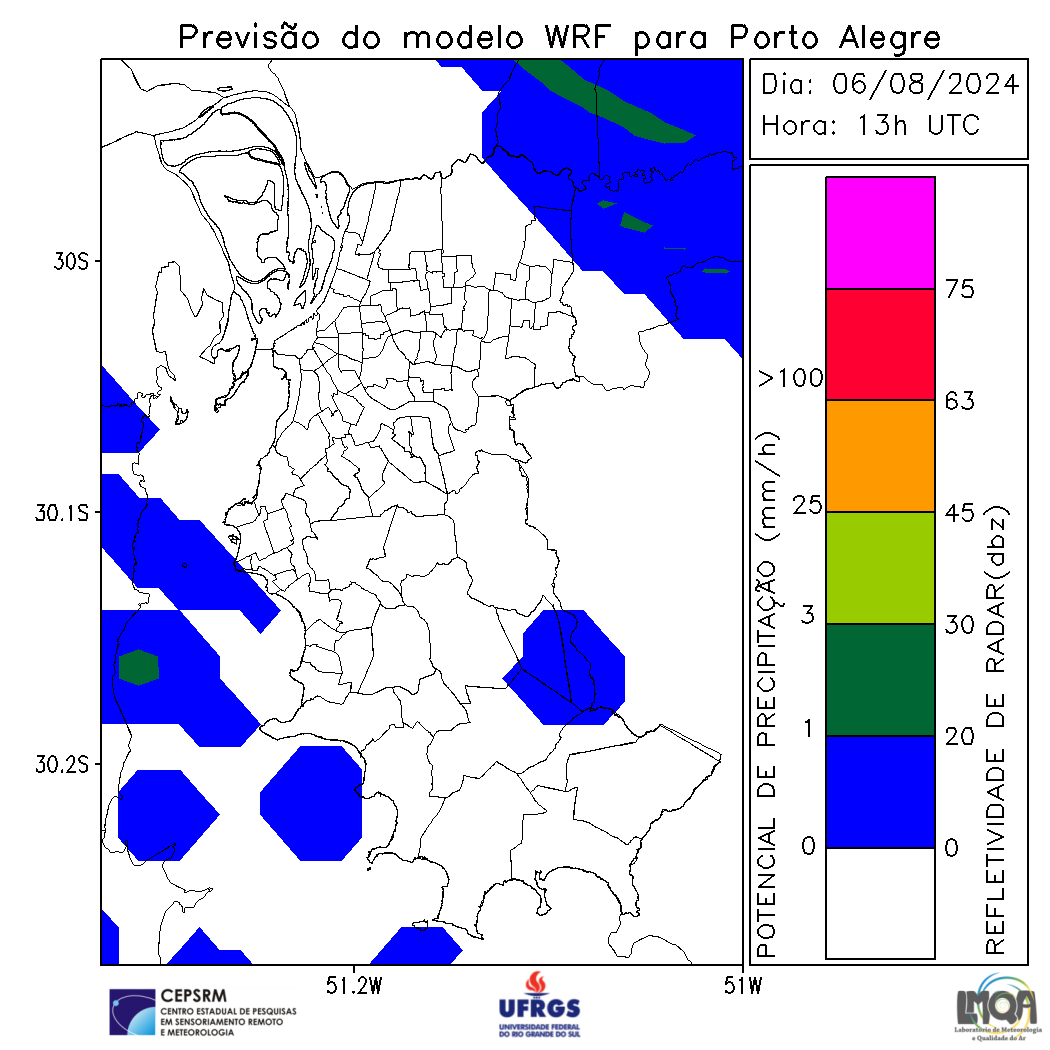 Previsão do modelo WRF para Porto Alegre
Dia: 06/08/2024
Hora: 13h UTC
30S
30.1S
30.2S
51.2W
51W
POTENCIAL DE PRECIPITAÇÃO (mm/h)
>100
25
3
1
0
75
63
45
30
20
0
REFLETIVIDADE DE RADAR(dbz)
CEPSRM
CENTRO ESTADUAL DE PESQUISAS
EM SENSORIAMENTO REMOTO
E METEOROLOGIA
UFRGS
UNIVERSIDADE FEDERAL
DO RIO GRANDE DO SUL
LMQA
Laboratório de Meteorologia
e Qualidade do Ar